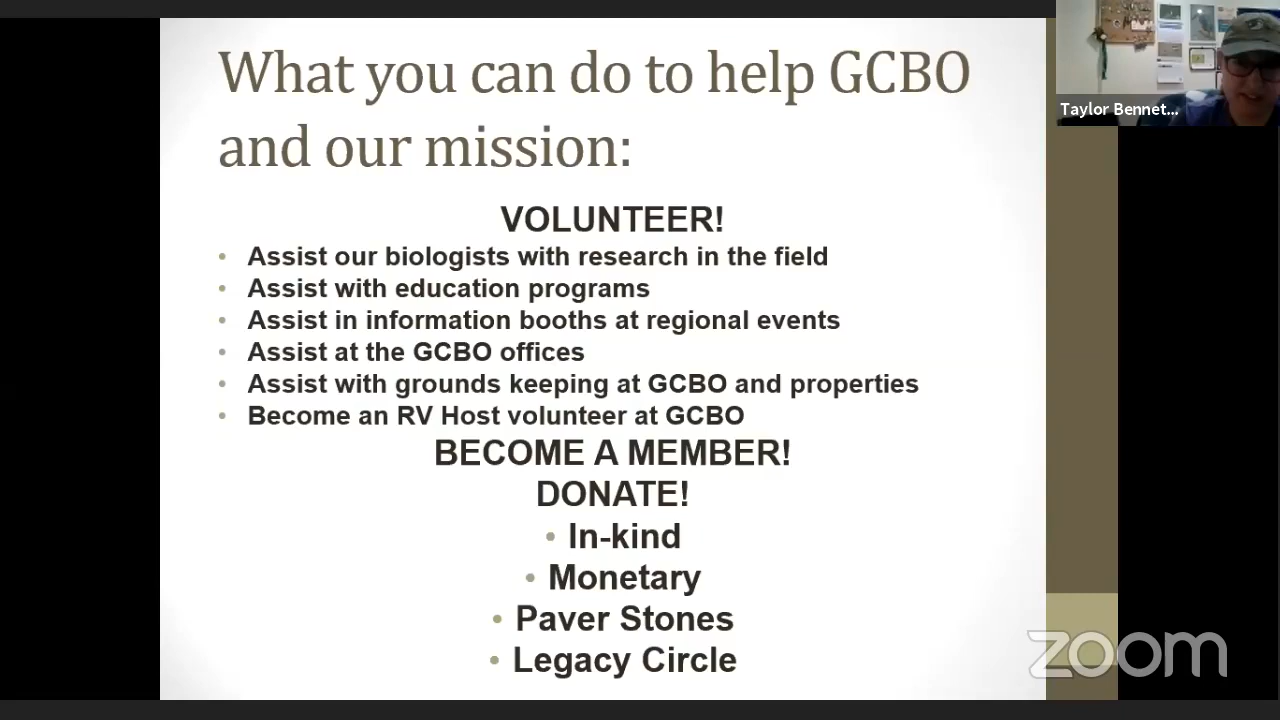 What you can do to help GCBO
and our mission:
Taylor Bennet...
VOLUNTEER!
• Assist our biologists with research in the field
• Assist with education programs
• Assist in information booths at regional events
• Assist at the GCBO offices
• Assist with grounds keeping at GCBO and properties
• Become an RV Host volunteer at GCBO
BECOME A MEMBER!
DONATE!
• In-kind
• Monetary
• Paver Stones
• Legacy Circle
zoom